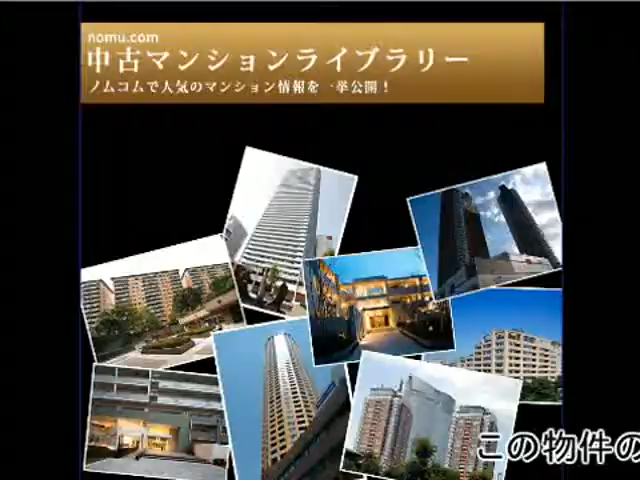 nomu.com
中古マンションライブラリー
ノムコムで人気のマンション情報を一挙公開！
この物件の